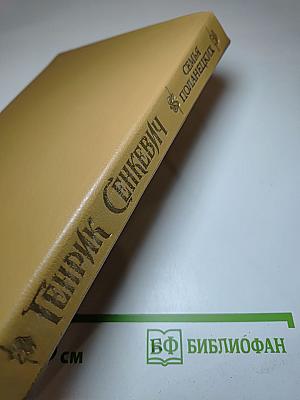 ГЕНРИК СЕНКЕВИЧ
СЕМЬЯ
ПОЛАНЕЦКИХ
см
БФ БИБЛИОФАН